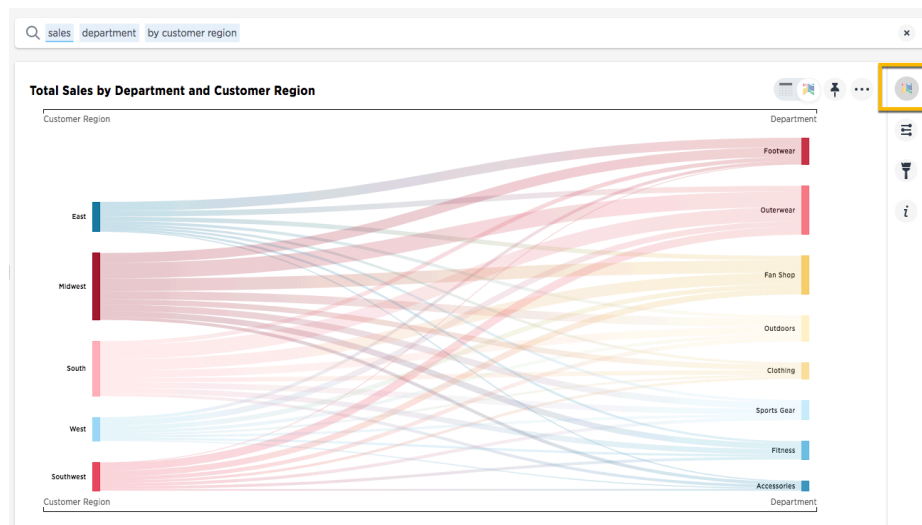 sales department by customer region
Total Sales by Department and Customer Region
Customer Region Department
Footwear
East
Outerwear
Midwest
Fan Shop
Outdoors
South
Clothing
Sports Gear
West
Fitness
Southwest
Accessories
Customer Region Department